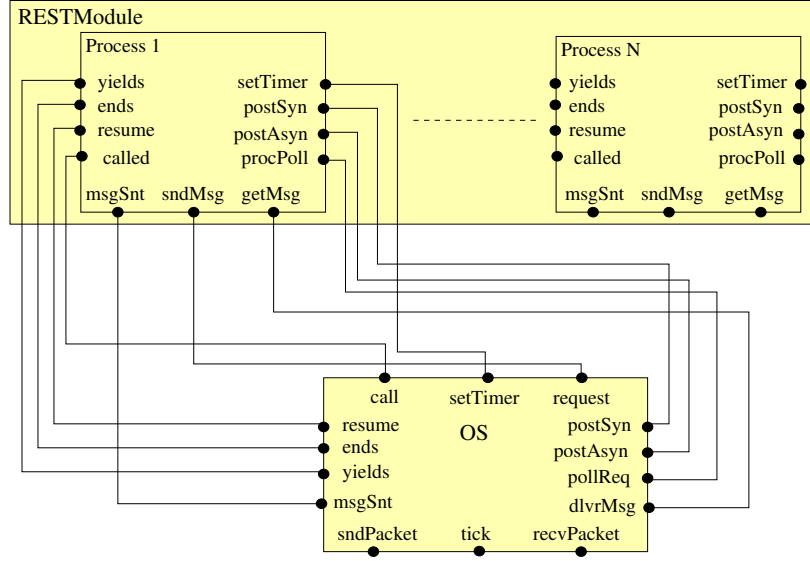 RESTModule
Process 1
yields
ends
resume
called
setTimer
postSyn
postAsyn
procPoll
msgSnt sndMsg getMsg
Process N
yields
ends
resume
called
setTimer
postSyn
postAsyn
procPoll
msgSnt sndMsg getMsg
call setTimer request
resume
ends
yields
msgSnt
OS
postSyn
postAsyn
pollReq
dlvrMsg
sndPacket tick recvPacket